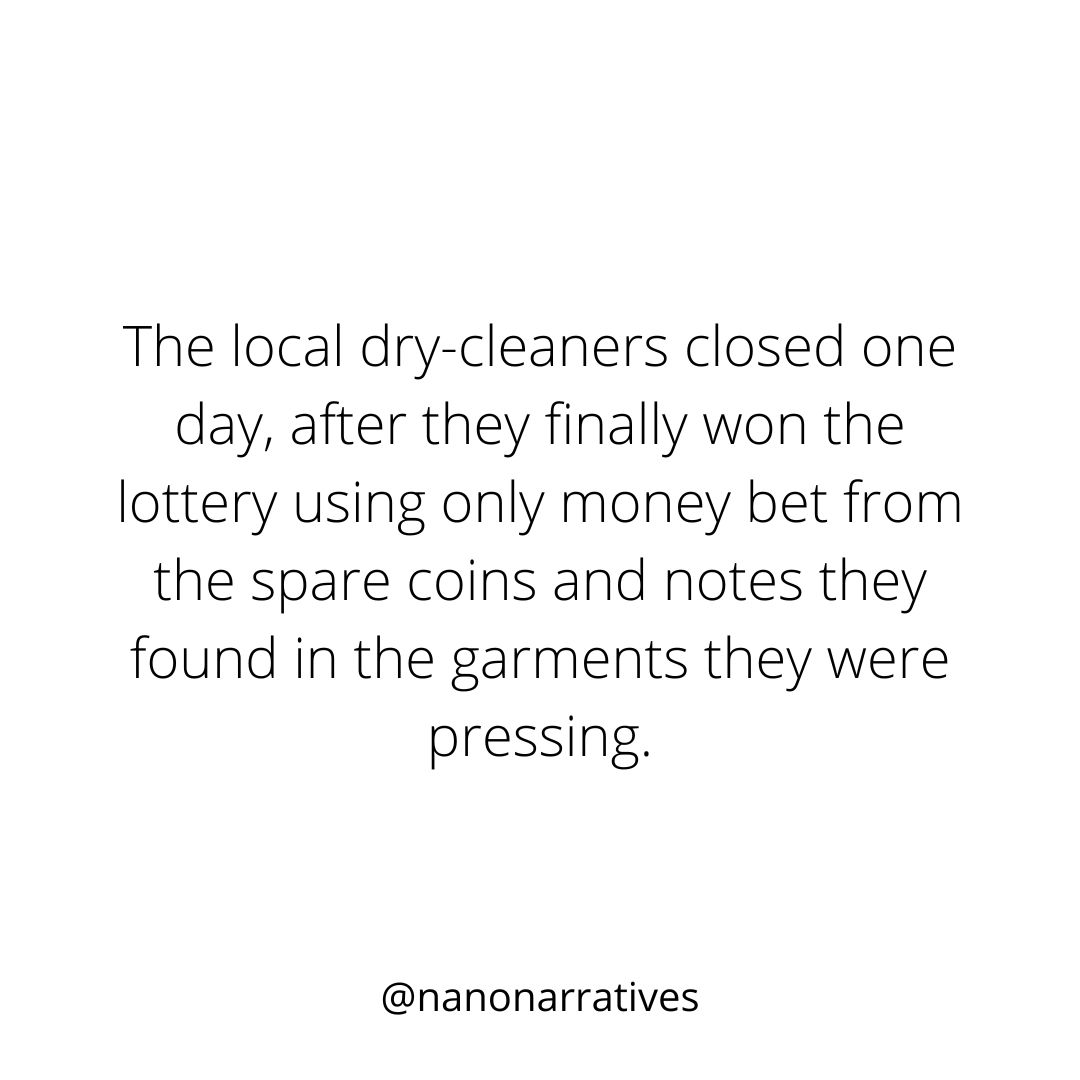 The local dry-cleaners closed one
day, after they finally won the
lottery using only money bet from
the spare coins and notes they
found in the garments they were
pressing.
@nanonarratives